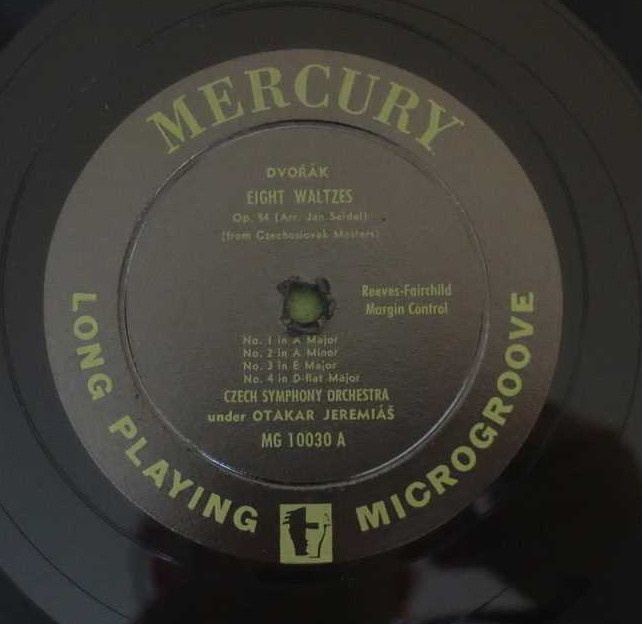 MERCURY
DVOŘÁK
EIGHT WALTZES
Op. 54 (Arr. Jan Seidel)
(from Czechoslovak Masters)
Reeves-Fairchild
Margin Control
No. 1 in A Major
No. 2 in A Minor
No. 3 in E Major
No. 4 in D-flat Major
CZECH SYMPHONY ORCHESTRA
under OTAKAR JEREMIÁŠ
MG 10030 A
LONG PLAYING MICROGROOVE